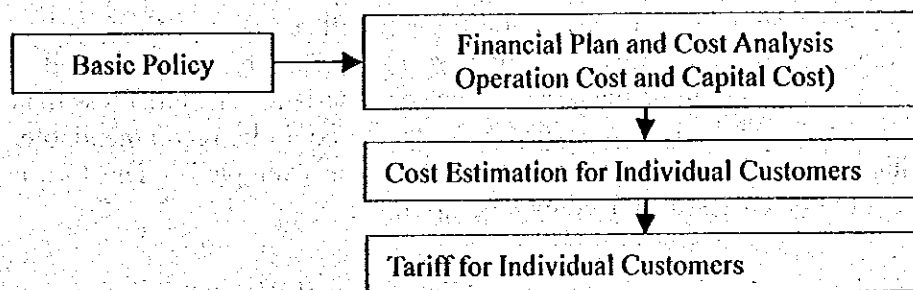 Basic Policy
Financial Plan and Cost Analysis
Operation Cost and Capital Cost)
Cost Estimation for Individual Customers
Tariff for Individual Customers